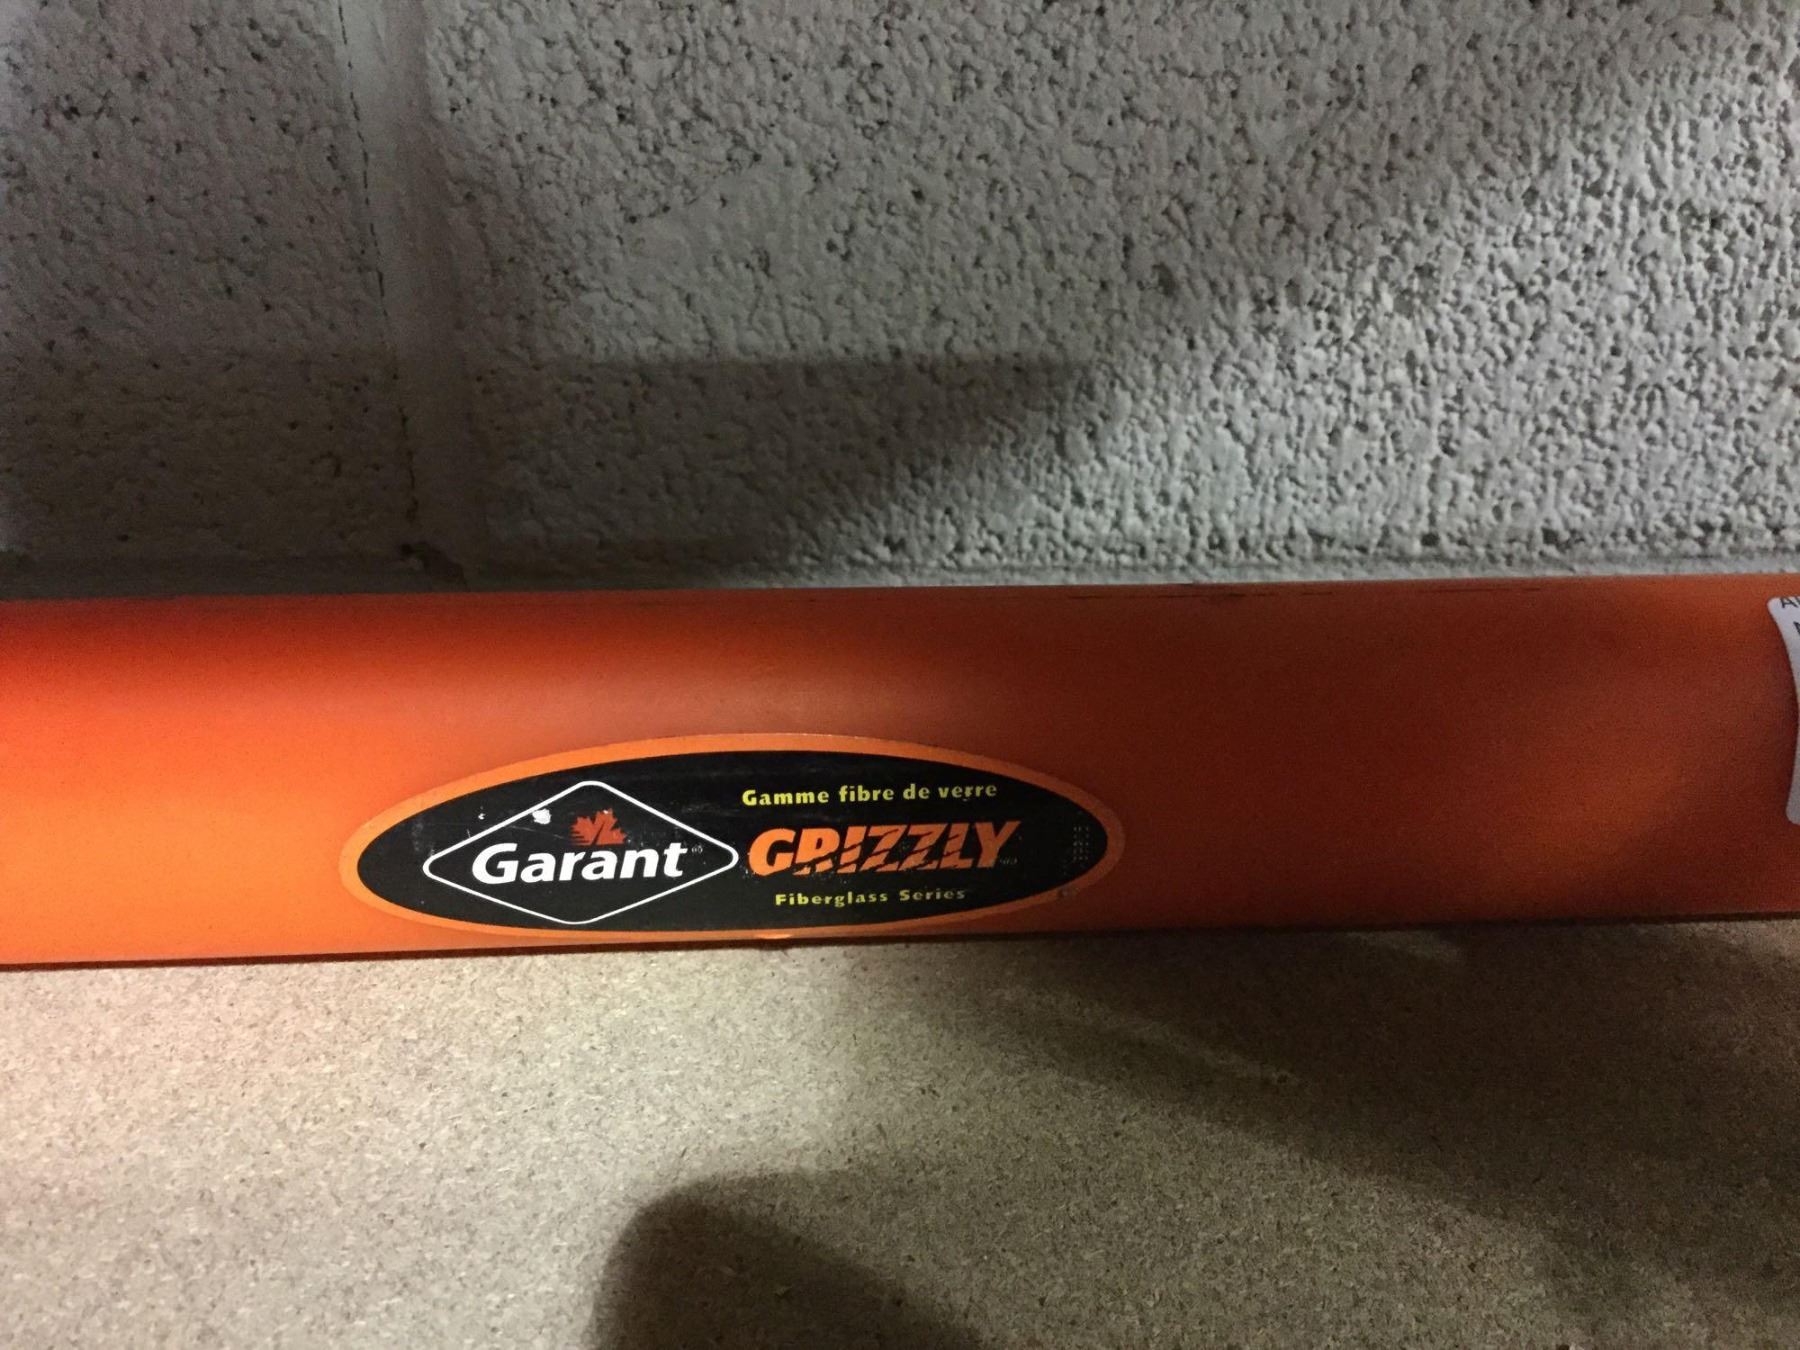 Gamme fibre de verre
Garant
GRIZZLY
Fiberglass Series